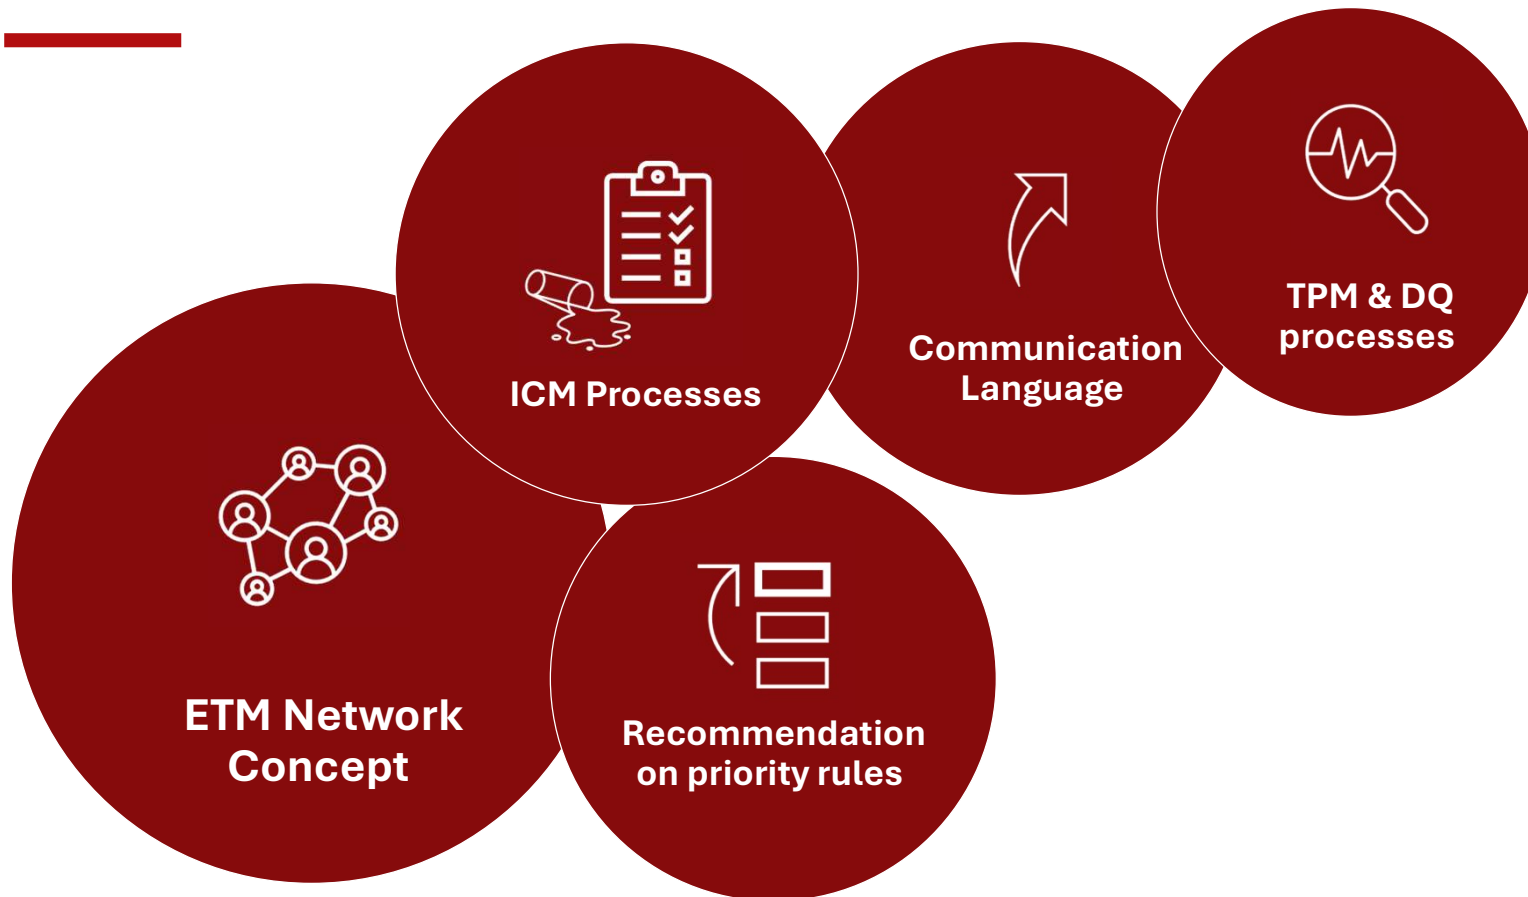 ETM Network
Concept
ICM Processes
Recommendation
on priority rules
Communication
Language
TPM & DQ
processes